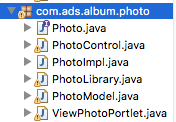 com.ads.album.photo
Photo.java
PhotoControl.java
PhotoImpl.java
PhotoLibrary.java
PhotoModel.java
ViewPhotoPortlet.java